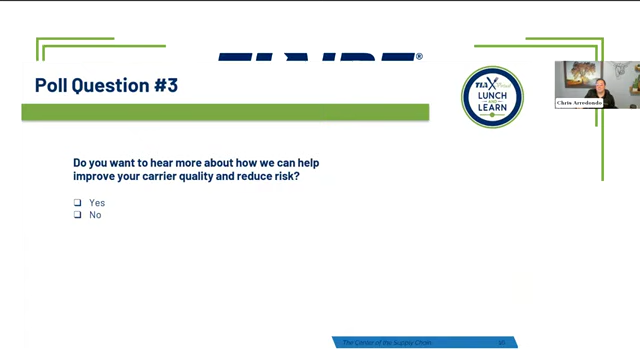 Poll Question #3
TIA
LUNCH
AND
LEARN
Chris Arredondo
Do you want to hear more about how we can help
improve your carrier quality and reduce risk?
Yes
No
The Center of the Supply Chain